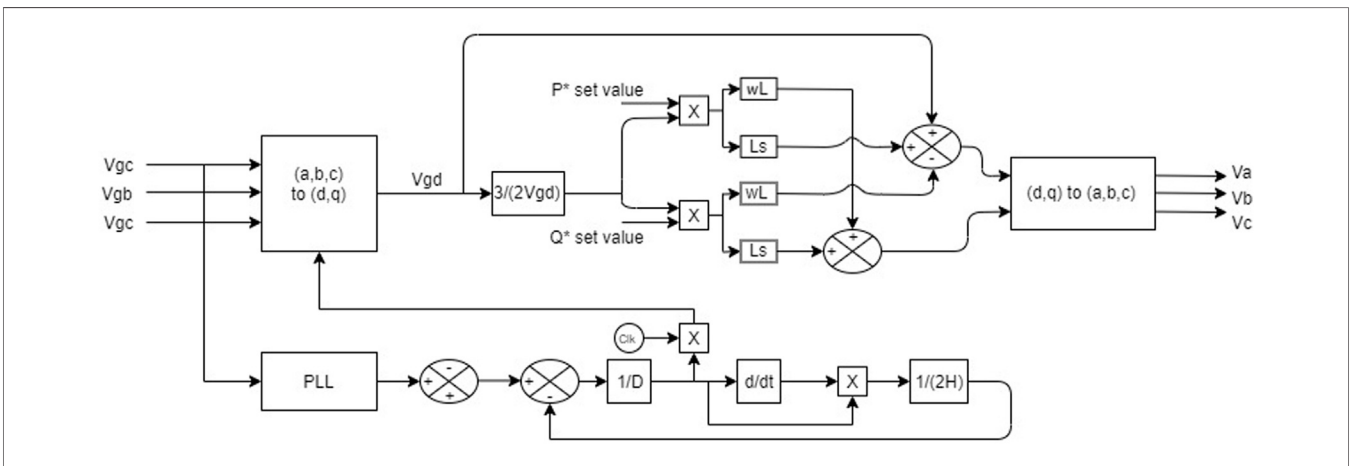 P* set value
wL
X
Ls
+
+
-
Vgc
Vgb
Vgc
(a,b,c)
to (d,q)
Vgd
3/(2Vgd)
(d,q) to (a,b,c)
Va
Vb
Vc
X
wL
Q* set value
Ls
+
+
Clk
X
PLL
-
+
+
+
-
1/D
d/dt
X
1/(2H)